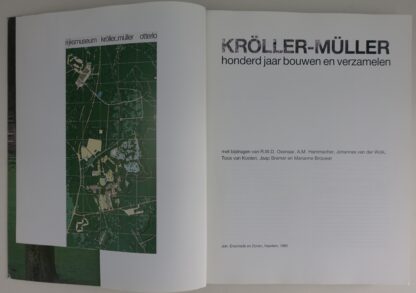 rijksmuseum kröller-müller otterlo
KRÖLLER-MÜLLER
honderd jaar bouwen en verzamelen
met bijdragen van R.W.D. Oxenaar, A.M. Hammacher, Johannes van der Wolk,
Toos van Kooten, Jaap Bremer en Marianne Brouwer
Joh. Enschedé en Zonen, Haarlem, 1988